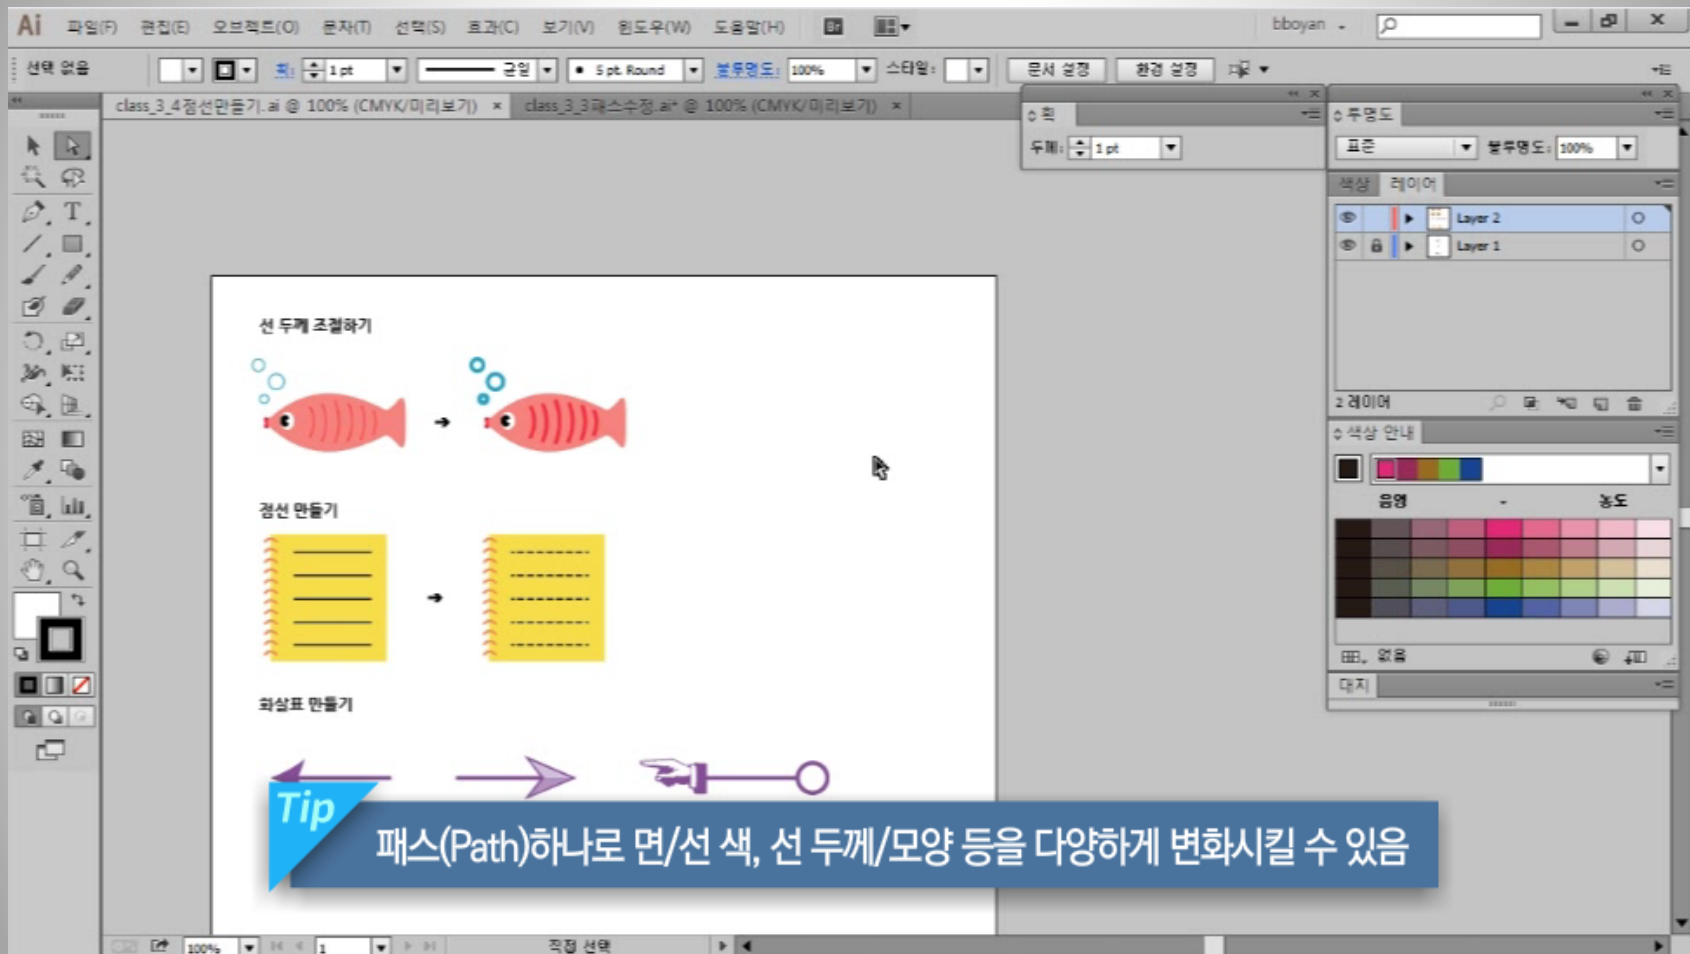 Ai 파일(F) 편집(E) 오브젝트(O) 문자(T) 선택(S) 효과(C) 보기(V) 윈도우(W) 도움말(H) Br bboyan
선택 없음 획: 1 pt 균일 5 pt. Round 불투명도: 100% 스타일: 문서 설정 환경 설정
class_3_4점선만들기.ai @ 100% (CMYK/미리보기) × class_3_3패스수정.ai* @ 100% (CMYK/미리보기) ×
획
두께: 1 pt
투명도
표준 불투명도: 100%
색상 레이어
Layer 2
Layer 1
2 레이어
색상 안내
음영 - 농도
없음
대지
선 두께 조절하기
점선 만들기
화살표 만들기
Tip
패스(Path)하나로 면/선 색, 선 두께/모양 등을 다양하게 변화시킬 수 있음
100% 1 직접 선택